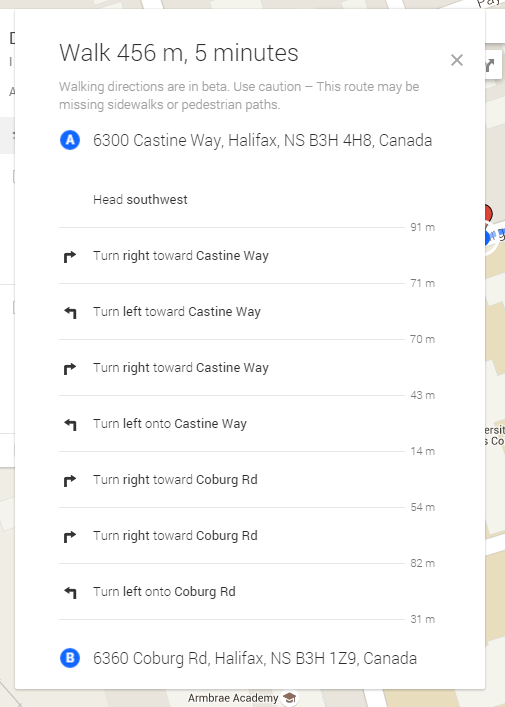 Walk 456 m, 5 minutes
Walking directions are in beta. Use caution – This route may be
missing sidewalks or pedestrian paths.
A 6300 Castine Way, Halifax, NS B3H 4H8, Canada
Head southwest
91 m
Turn right toward Castine Way
71 m
Turn left toward Castine Way
70 m
Turn right toward Castine Way
43 m
Turn left onto Castine Way
14 m
Turn right toward Coburg Rd
54 m
Turn right toward Coburg Rd
82 m
Turn left onto Coburg Rd
31 m
B 6360 Coburg Rd, Halifax, NS B3H 1Z9, Canada
Armbrae Academy